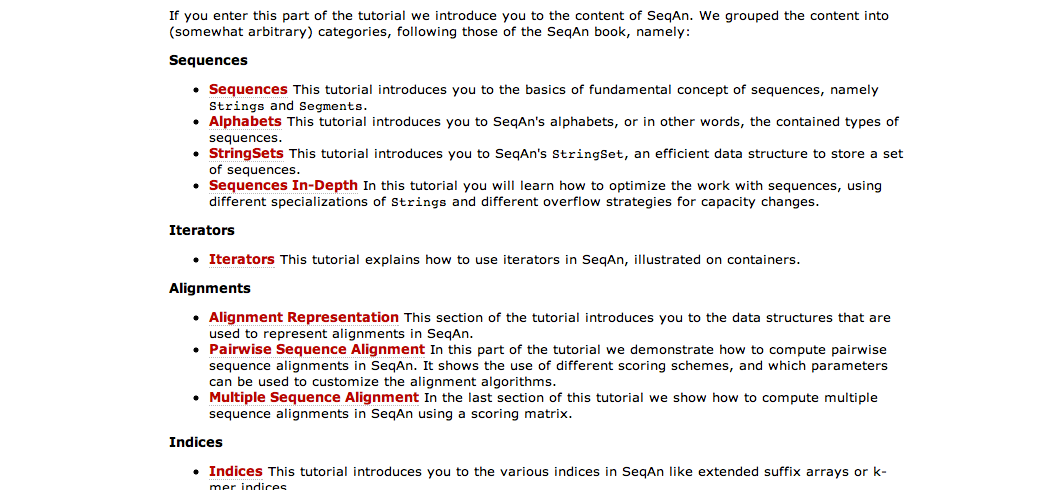 If you enter this part of the tutorial we introduce you to the content of SeqAn. We grouped the content into
(somewhat arbitrary) categories, following those of the SeqAn book, namely:
Sequences
• Sequences This tutorial introduces you to the basics of fundamental concept of sequences, namely
Strings and Segments.
• Alphabets This tutorial introduces you to SeqAn's alphabets, or in other words, the contained types of
sequences.
• StringSets This tutorial introduces you to SeqAn's StringSet, an efficient data structure to store a set
of sequences.
• Sequences In-Depth In this tutorial you will learn how to optimize the work with sequences, using
different specializations of Strings and different overflow strategies for capacity changes.
Iterators
• Iterators This tutorial explains how to use iterators in SeqAn, illustrated on containers.
Alignments
• Alignment Representation This section of the tutorial introduces you to the data structures that are
used to represent alignments in SeqAn.
• Pairwise Sequence Alignment In this part of the tutorial we demonstrate how to compute pairwise
sequence alignments in SeqAn. It shows the use of different scoring schemes, and which parameters
can be used to customize the alignment algorithms.
• Multiple Sequence Alignment In the last section of this tutorial we show how to compute multiple
sequence alignments in SeqAn using a scoring matrix.
Indices
• Indices This tutorial introduces you to the various indices in SeqAn like extended suffix arrays or k-
mer indices.